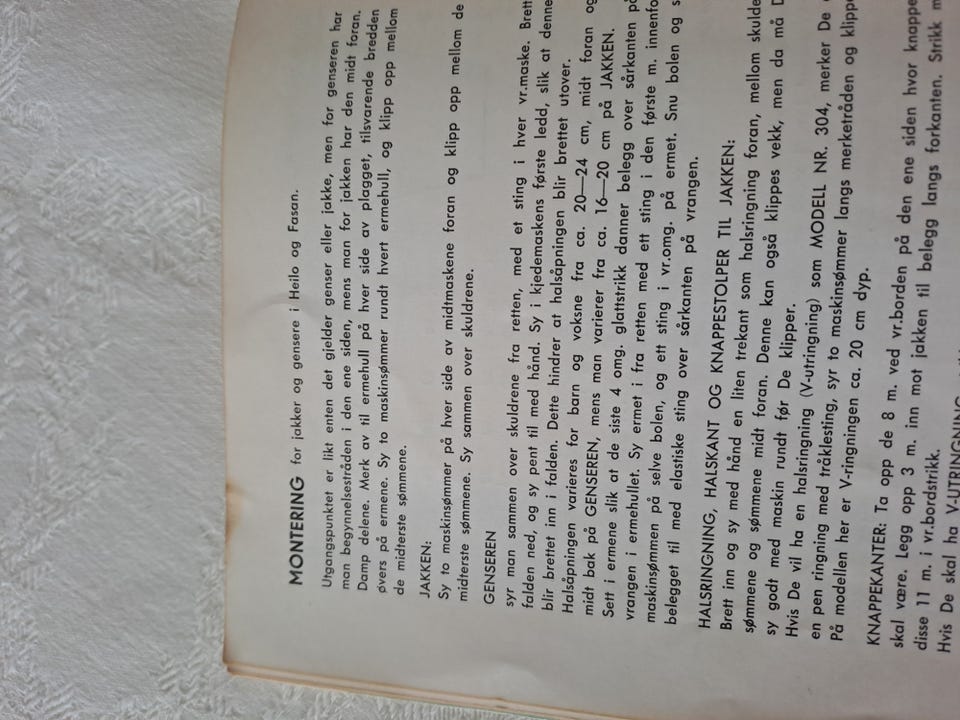 MONTERING for jakker og gensere i Heilo og Fasan.
Utgangspunktet er likt enten det gjelder genser eller jakke, men for genseren har
man begynnelsestråden i den ene siden, mens man for jakken har den midt foran.
Damp delene. Merk av til ermehull på hver side av plagget, tilsvarende bredden
øvers på ermene. Sy to maskinsømmer rundt hvert ermehull, og klipp opp mellom
de midterste sømmene.
JAKKEN:
Sy to maskinsømmer på hver side av midtmaskene foran og klipp opp mellom de
midterste sømmene. Sy sammen over skuldrene.
GENSEREN
syr man sammen over skuldrene fra retten, med et sting i hver vr.maske. Brett
falden ned, og sy pent til med hånd. Sy i kjedemaskens første ledd, slik at denne
blir brettet inn i falden. Dette hindrer at halsåpningen blir brettet utover.
Halsåpningen varieres for barn og voksne fra ca. 20—24 cm, midt foran og
midt bak på GENSEREN, mens man varierer fra ca. 16—20 cm på JAKKEN.
Sett i ermene slik at de siste 4 omg. glattstrikk danner belegg over sårkanten på
vrangen i ermehullet. Sy ermet i fra retten med ett sting i den første m. innenfo
maskinsømmen på selve bolen, og ett sting i vr.omg. på ermet. Snu bolen og s
belegget til med elastiske sting over sårkanten på vrangen.
HALSRINGNING, HALSKANT OG KNAPPESTOLPER TIL JAKKEN:
Brett inn og sy med hånd en liten trekant som halsringning foran, mellom skulde
sømmene og sømmene midt foran. Denne kan også klippes vekk, men da må D
sy godt med maskin rundt før De klipper.
Hvis De vil ha en halsringning (V-utringning) som MODELL NR. 304, merker De
en pen ringning med tråklesting, syr to maskinsømmer langs merketråden og klippe
På modellen her er V-ringningen ca. 20 cm dyp.
KNAPPEKANTER: Ta opp de 8 m. ved vr.borden på den ene siden hvor knappe
skal være. Legg opp 3 m. inn mot jakken til belegg langs forkanten. Strikk m
disse 11 m. i vr.bordstrikk.
Hvis De skal ha V-UTRINGNING